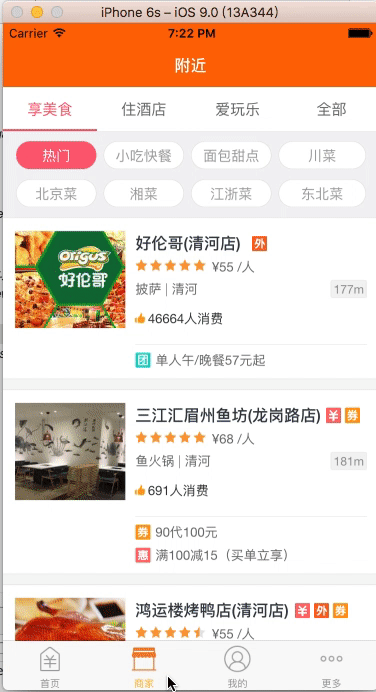 iPhone 6s – iOS 9.0 (13A344)
Carrier 7:22 PM
附近
享美食 住酒店 爱玩乐 全部
热门 小吃快餐 面包甜点 川菜
北京菜 湘菜 江浙菜 东北菜
Origus
好伦哥
好伦哥(清河店) 外
¥55 /人
披萨 | 清河 177m
46664人消费
团 单人午/晚餐57元起
三江汇眉州鱼坊(龙岗路店) ¥ 券
¥68 /人
鱼火锅 | 清河 181m
691人消费
券 90代100元
惠 满100减15（买单立享）
鸿运楼烤鸭店(清河店) ¥ 外 券
¥55 /人
首页 商家 我的 更多